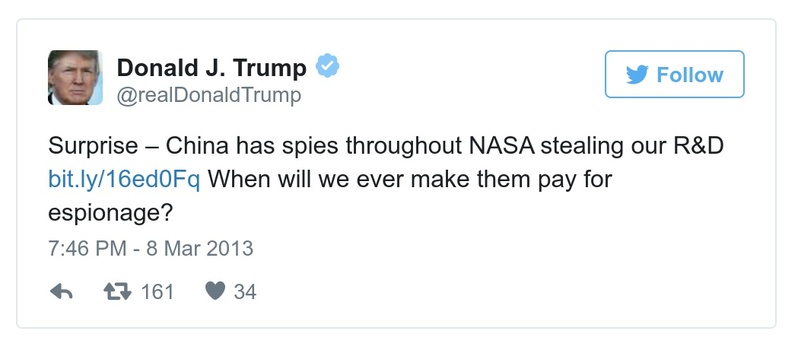 Donald J. Trump
@realDonaldTrump
Follow
Surprise – China has spies throughout NASA stealing our R&D
bit.ly/16ed0Fq When will we ever make them pay for
espionage?
7:46 PM - 8 Mar 2013
161 34